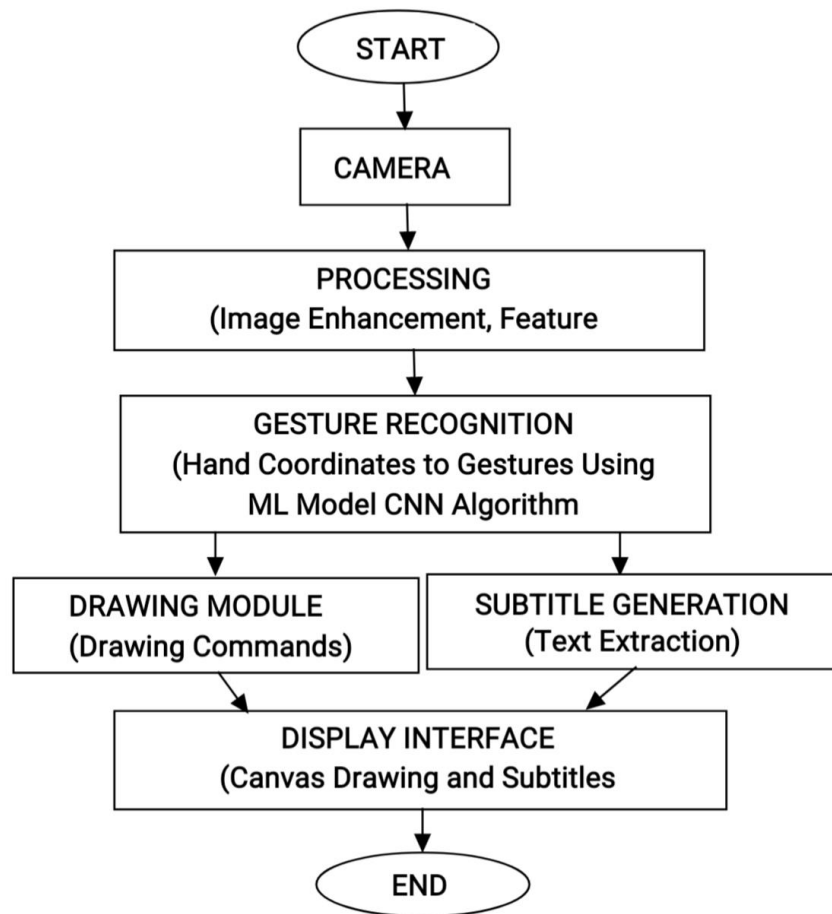 START
CAMERA
PROCESSING
(Image Enhancement, Feature
GESTURE RECOGNITION
(Hand Coordinates to Gestures Using
ML Model CNN Algorithm
DRAWING MODULE
(Drawing Commands)
SUBTITLE GENERATION
(Text Extraction)
DISPLAY INTERFACE
(Canvas Drawing and Subtitles
END